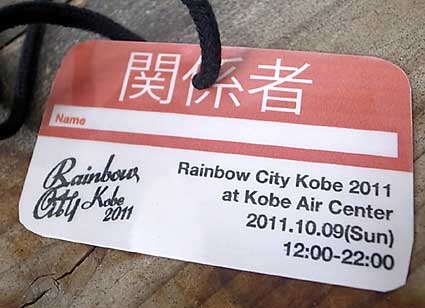 関係者
Name
Rainbow
City Kobe
2011
Rainbow City Kobe 2011
at Kobe Air Center
2011.10.09(Sun)
12:00-22:00